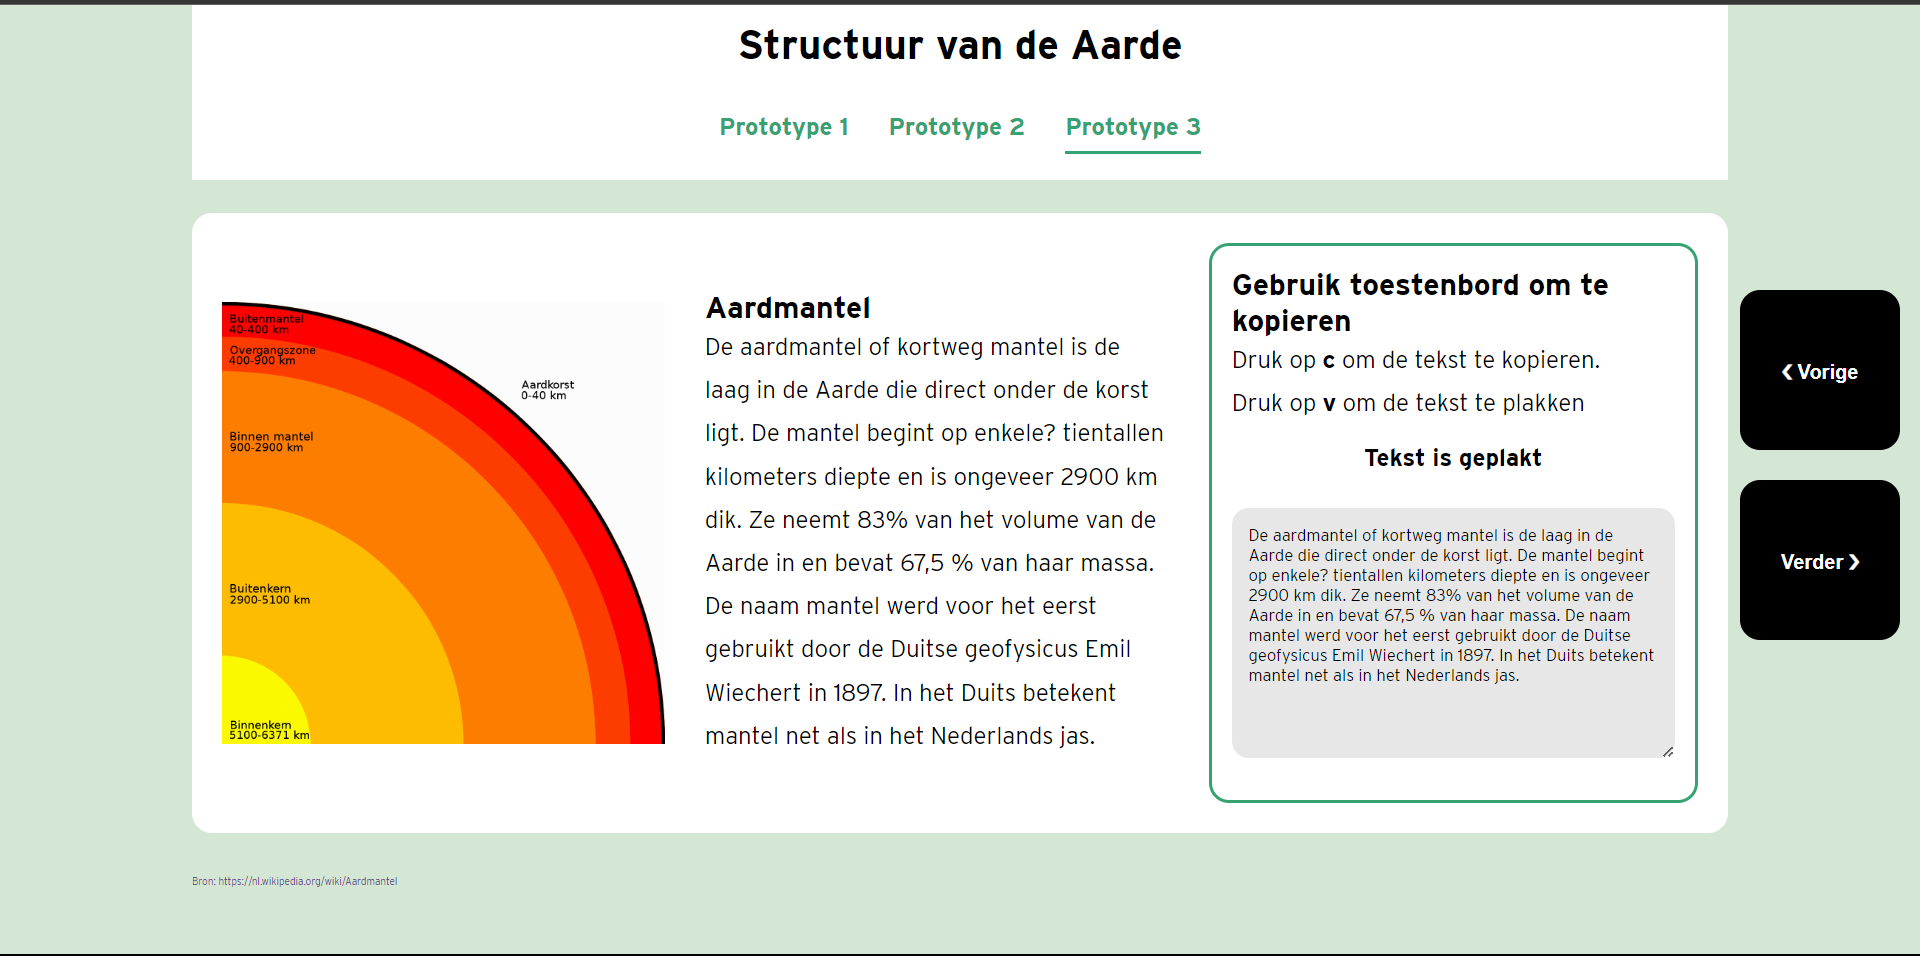 Structuur van de Aarde
Prototype 1 Prototype 2 Prototype 3
Buitenmantel
40-400 km
Overgangszone
400-900 km
Aardkorst
0-40 km
Binnen mantel
900-2900 km
Buitenkern
2900-5100 km
Binnenkern
5100-6371 km
Aardmantel
De aardmantel of kortweg mantel is de
laag in de Aarde die direct onder de korst
ligt. De mantel begint op enkele? tientallen
kilometers diepte en is ongeveer 2900 km
dik. Ze neemt 83% van het volume van de
Aarde in en bevat 67,5 % van haar massa.
De naam mantel werd voor het eerst
gebruikt door de Duitse geofysicus Emil
Wiechert in 1897. In het Duits betekent
mantel net als in het Nederlands jas.
Gebruik toestenbord om te
kopieren
Druk op c om de tekst te kopieren.
Druk op v om de tekst te plakken
Tekst is geplakt
De aardmantel of kortweg mantel is de laag in de
Aarde die direct onder de korst ligt. De mantel begint
op enkele? tientallen kilometers diepte en is ongeveer
2900 km dik. Ze neemt 83% van het volume van de
Aarde in en bevat 67,5 % van haar massa. De naam
mantel werd voor het eerst gebruikt door de Duitse
geofysicus Emil Wiechert in 1897. In het Duits betekent
mantel net als in het Nederlands jas.
❮ Vorige
Verder ❯
Bron: https://nl.wikipedia.org/wiki/Aardmantel